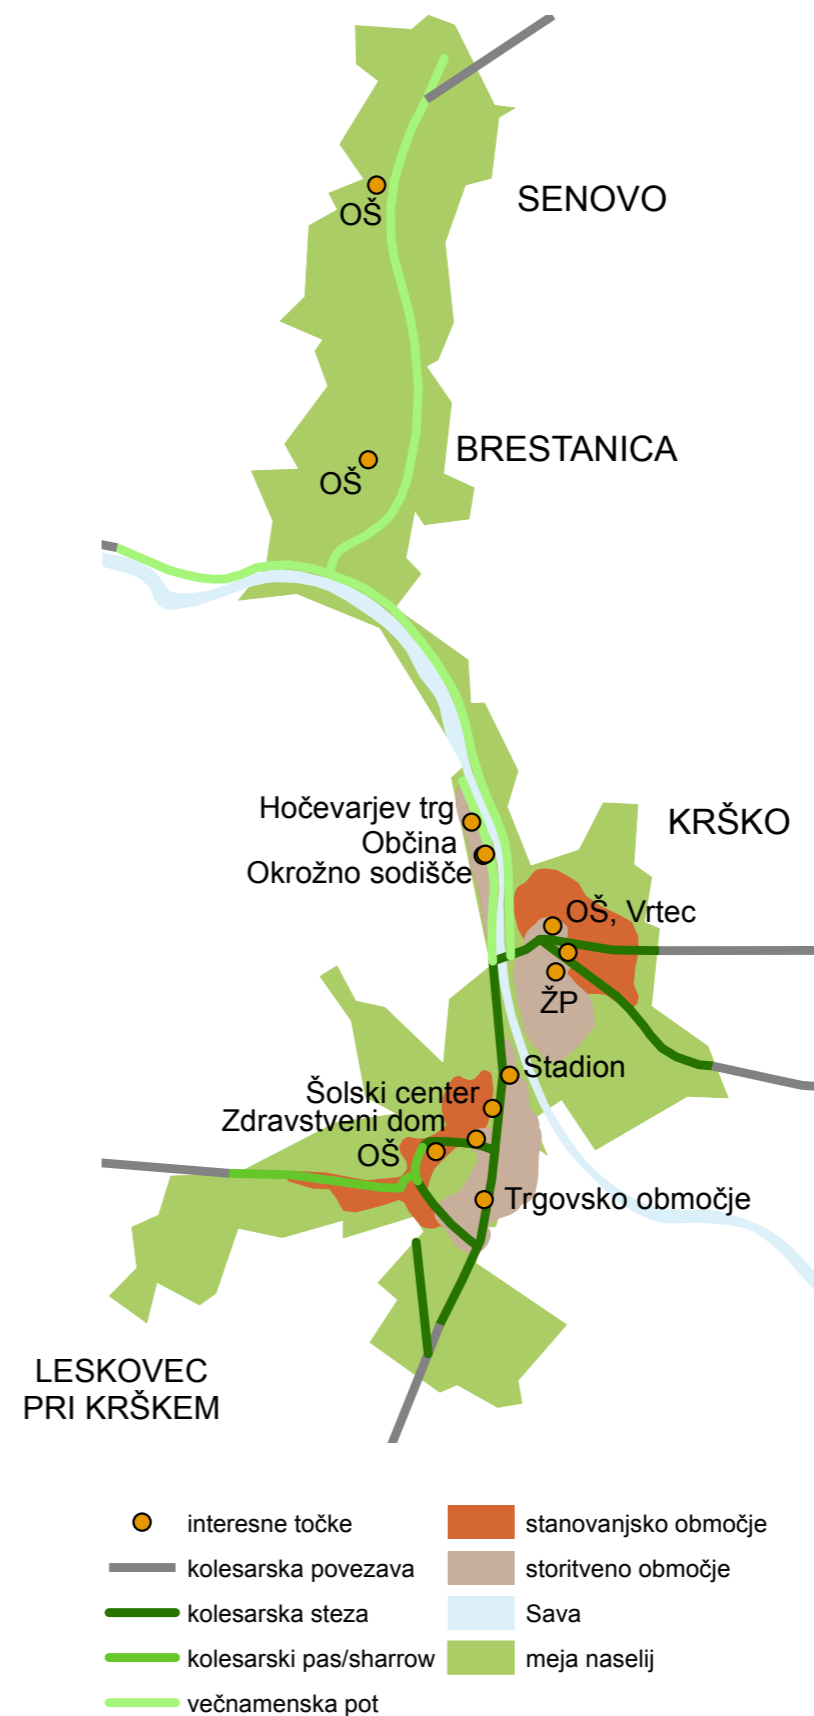 SENOVO
OŠ
BRESTANICA
OŠ
Hočevarjev trg
KRŠKO
Občina
Okrožno sodišče
OŠ, Vrtec
ŽP
Stadion
Šolski center
Zdravstveni dom
OŠ
Trgovsko območje
LESKOVEC
PRI KRŠKEM
interesne točke
kolesarska povezava
kolesarska steza
kolesarski pas/sharrow
večnamenska pot
stanovanjsko območje
storitveno območje
Sava
meja naselij